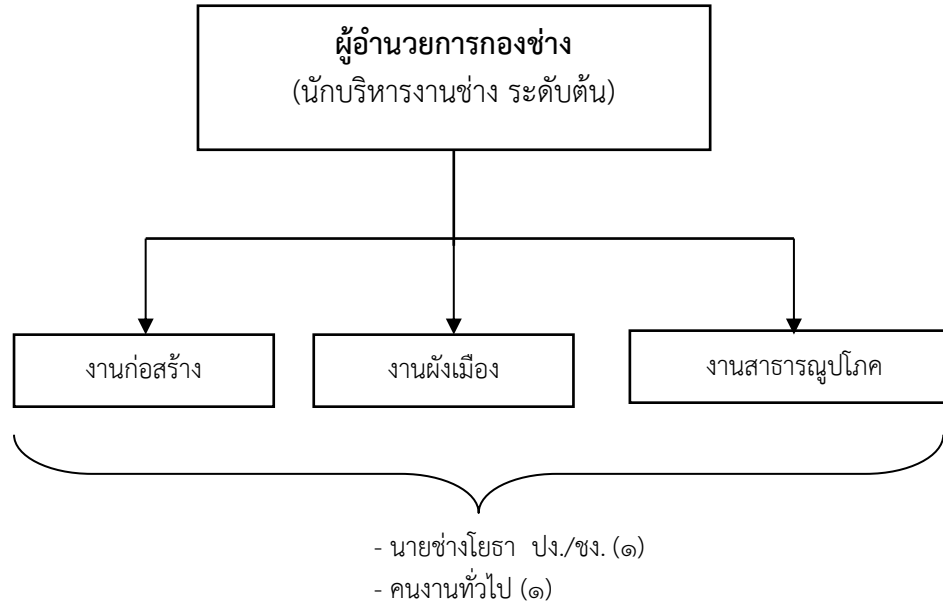 ผู้อำนวยการกองช่าง
(นักบริหารงานช่าง ระดับต้น)
งานก่อสร้าง
งานผังเมือง
งานสาธารณูปโภค
- นายช่างโยธา ปง./ชง. (๑)
- คนงานทั่วไป (๑)